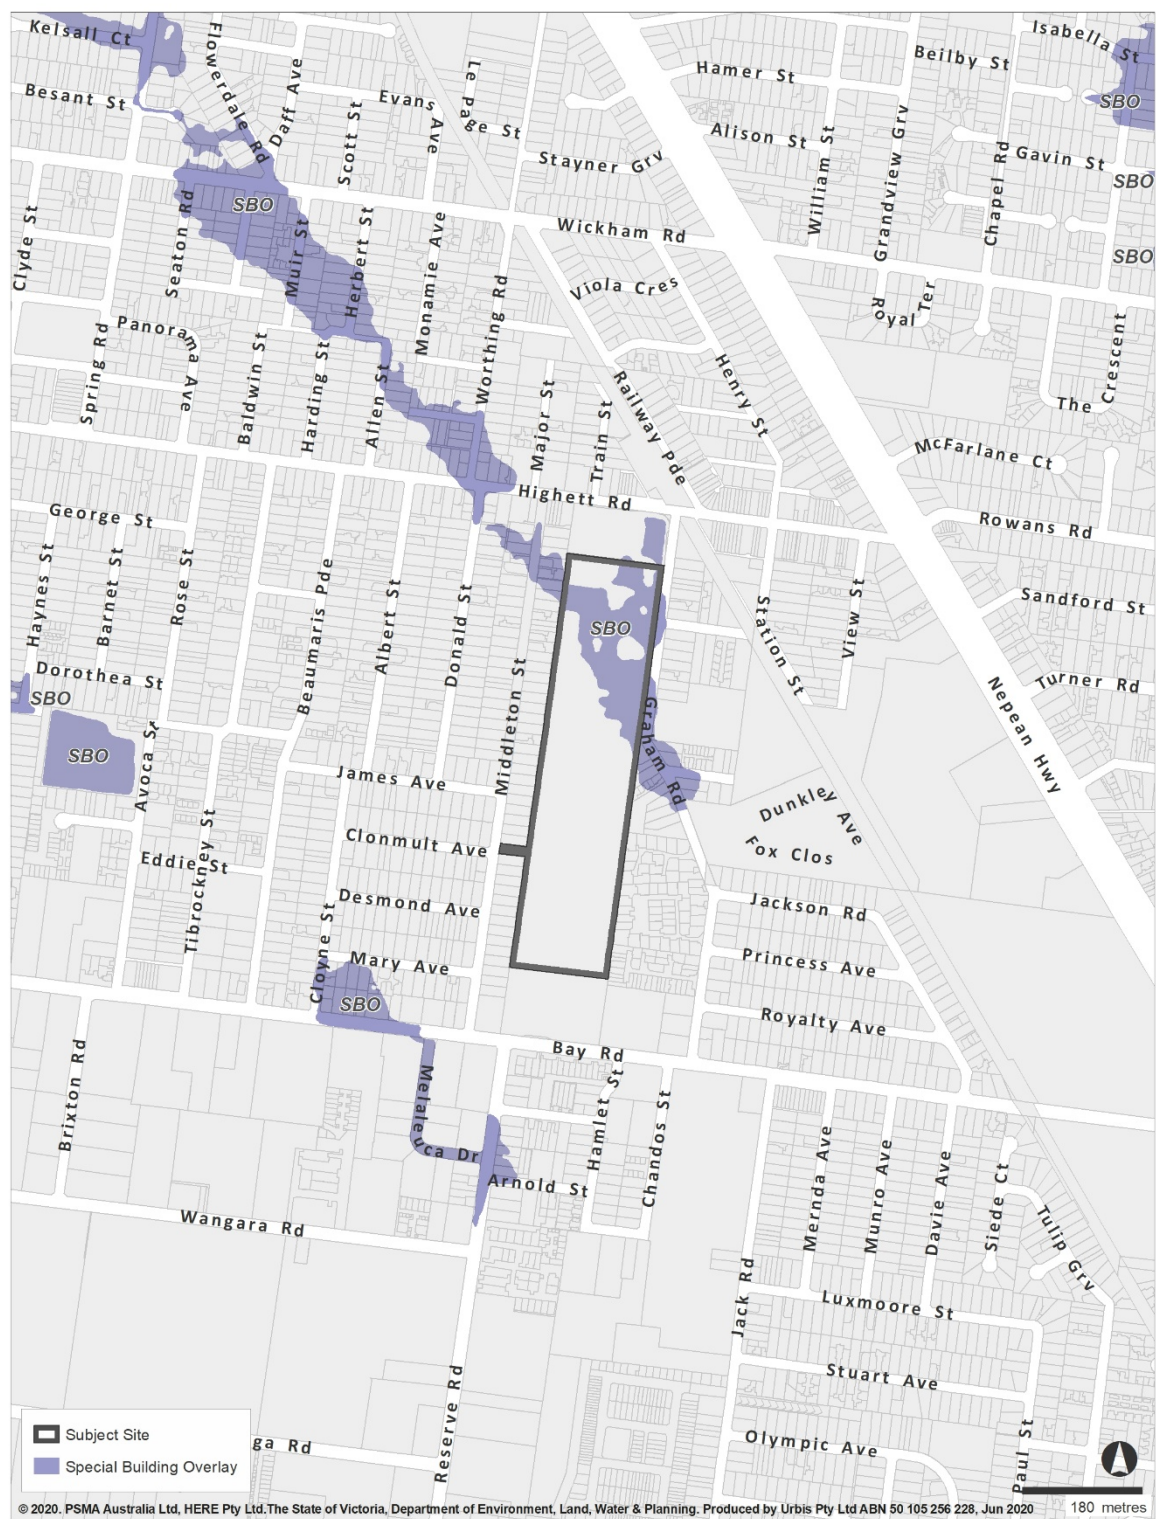 Kelsall Ct
Flowerdale Rd
Daff Ave
Le Page St
Isabella St
Beilby St
Hamer St
Besant St
Evans Ave
SBO
Scott St
Alison St
William St
Grandview Grv
Chapel Rd
Gavin St
Stayner Grv
SBO
SBO
Wickham Rd
Clyde St
Seaton Rd
Muir St
Herbert St
Monamie Ave
Worthing Rd
SBO
Viola Cres
Royal Ter
Panorama Ave
Spring Rd
Baldwin St
Harding St
Allen St
Major St
Train St
Railway Pde
Henry St
The Crescent
McFarlane Ct
Highett Rd
George St
Rowans Rd
Haynes St
Barnet St
Rose St
Beaumaris Pde
Albert St
Donald St
Middleton St
SBO
Station St
View St
Sandford St
Dorothea St
SBO
Turner Rd
Nepean Hwy
Graham Rd
SBO
Avoca St
James Ave
Dunkley Ave
Clonmult Ave
Fox Clos
Eddie St
Tibrockney St
Desmond Ave
Jackson Rd
Cloyne St
Mary Ave
Princess Ave
SBO
Royalty Ave
Bay Rd
Brixton Rd
Melaleuca Dr
Hamlet St
Chandos St
Arnold St
Mernda Ave
Munro Ave
Davie Ave
Siede Ct
Tulip Grv
Wangara Rd
Jack Rd
Luxmoore St
Stuart Ave
Reserve Rd
Olympic Ave
Paul St
ga Rd
Subject Site
Special Building Overlay
180 metres
© 2020. PSMA Australia Ltd, HERE Pty Ltd.The State of Victoria, Department of Environment, Land, Water & Planning. Produced by Urbis Pty Ltd ABN 50 105 256 228, Jun 2020